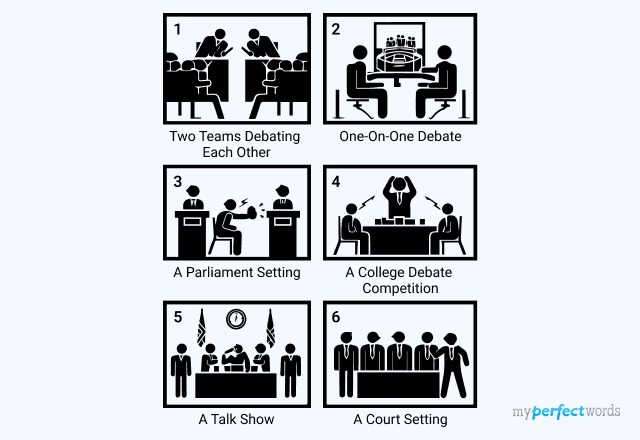 1
2
Two Teams Debating
Each Other
One-On-One Debate
3
4
A Parliament Setting
A College Debate
Competition
5
6
A Talk Show
A Court Setting
myperfectwords